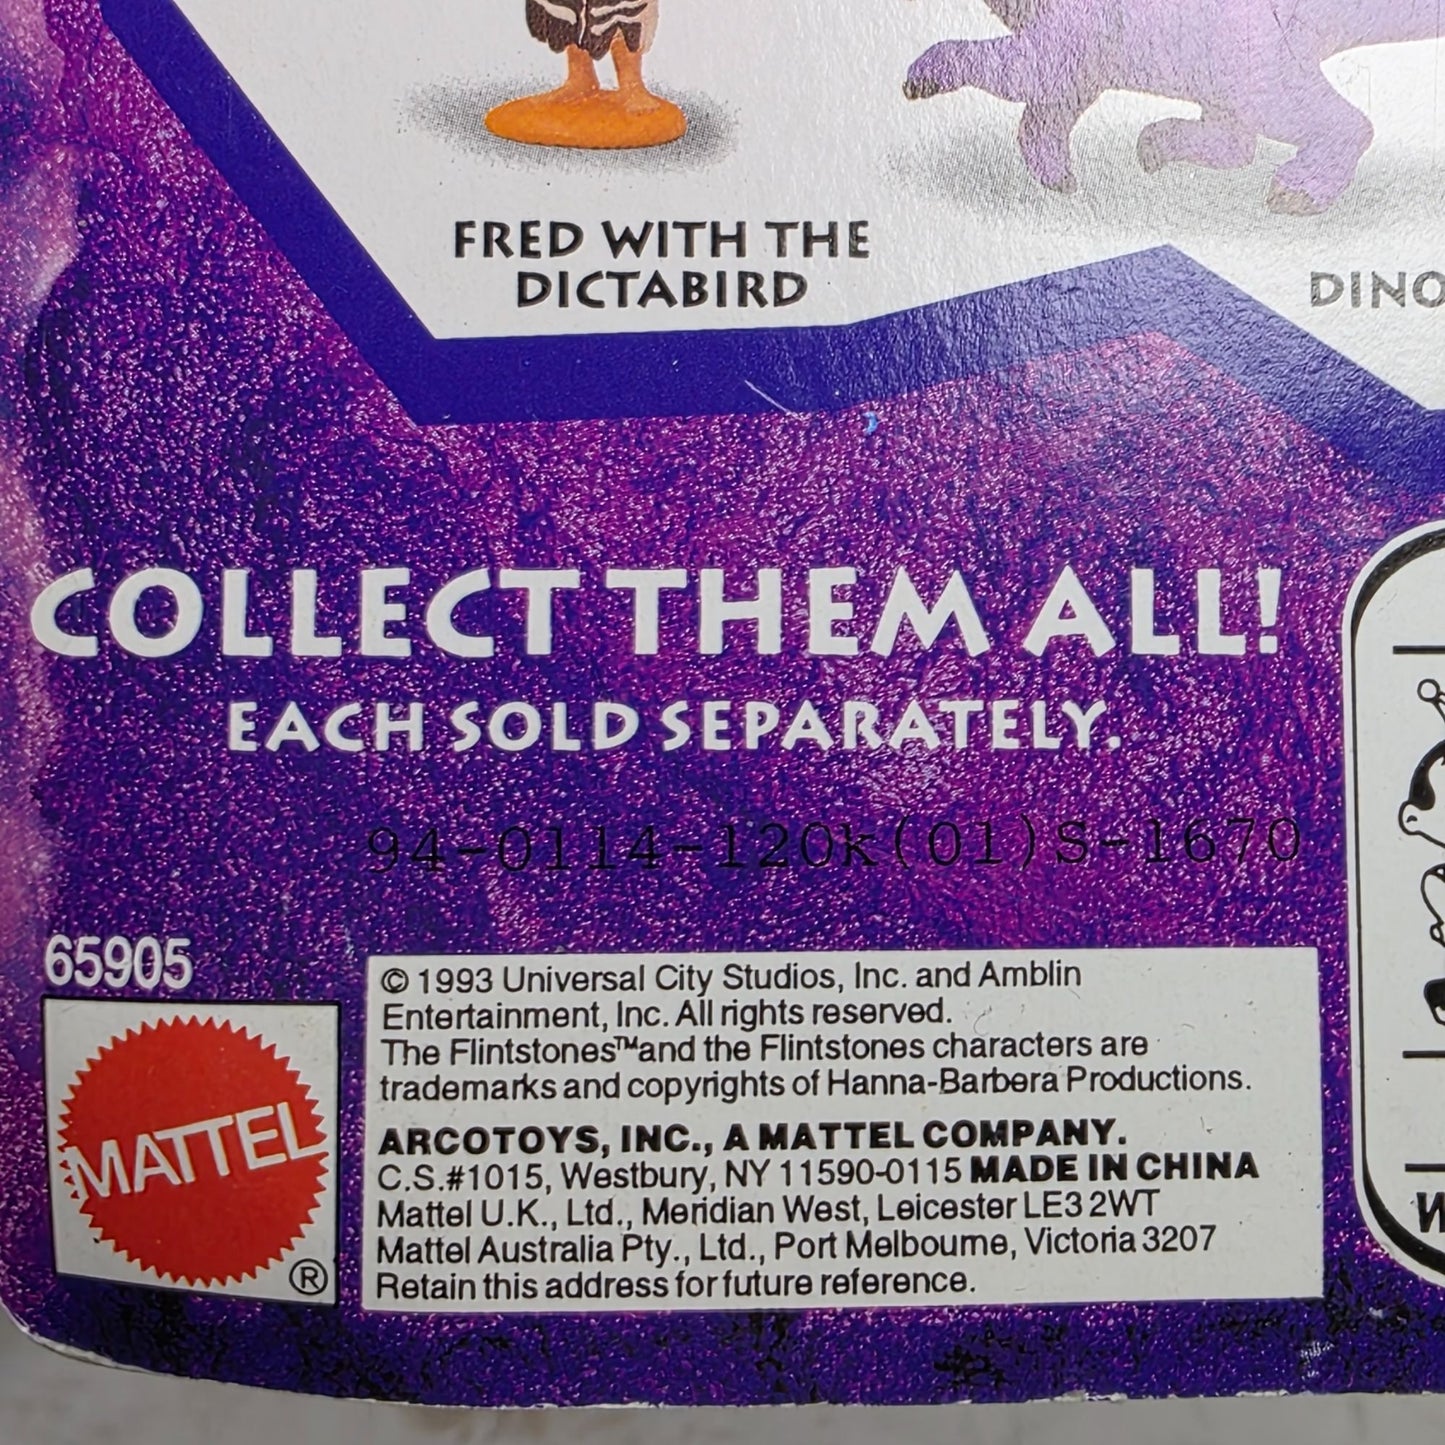 FRED WITH THE
DICTABIRD
DINO
COLLECT THEM ALL!
EACH SOLD SEPARATELY.
94-0114-120k(01)S-1670
65905
MATTEL
®
© 1993 Universal City Studios, Inc. and Amblin
Entertainment, Inc. All rights reserved.
The Flintstones™and the Flintstones characters are
trademarks and copyrights of Hanna-Barbera Productions.
ARCOTOYS, INC., A MATTEL COMPANY.
C.S.#1015, Westbury, NY 11590-0115 MADE IN CHINA
Mattel U.K., Ltd., Meridian West, Leicester LE3 2WT
Mattel Australia Pty., Ltd., Port Melbourne, Victoria 3207
Retain this address for future reference.